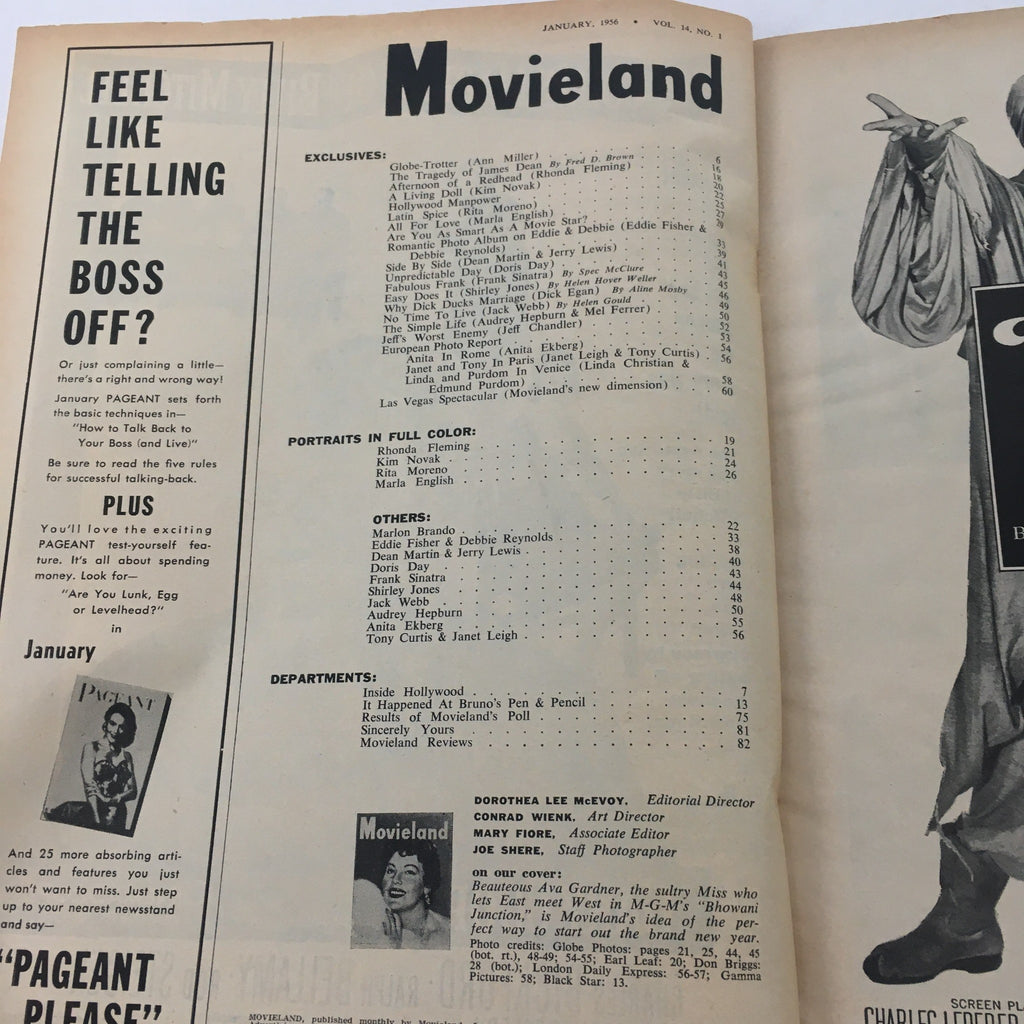 FEEL
LIKE
TELLING
THE
BOSS
OFF?
Or just complaining a little—
there's a right and wrong way!
January PAGEANT sets forth
the basic techniques in—
"How to Talk Back to
Your Boss (and Live)"
Be sure to read the five rules
for successful talking-back.
PLUS
You'll love the exciting
PAGEANT test-yourself fea-
ture. It's all about spending
money. Look for—
"Are You Lunk, Egg
or Levelhead?"
in
January
PAGEANT
And 25 more absorbing arti-
cles and features you just
won't want to miss. Just step
up to your nearest newsstand
and say—
"PAGEANT
PLEASE"
JANUARY, 1956 • VOL. 14, NO. 1
Movieland
EXCLUSIVES:
Globe-Trotter (Ann Miller) . . . . . 6
The Tragedy of James Dean By Fred D. Brown . . . . . 16
Afternoon of a Redhead (Rhonda Fleming) . . . . . 18
A Living Doll (Kim Novak) . . . . . 20
Hollywood Manpower . . . . . 22
Latin Spice (Rita Moreno) . . . . . 25
All For Love (Marla English) . . . . . 27
Are You As Smart As A Movie Star? . . . . . 29
Romantic Photo Album on Eddie & Debbie (Eddie Fisher &
Debbie Reynolds) . . . . . 33
Side By Side (Dean Martin & Jerry Lewis) . . . . . 39
Unpredictable Day (Doris Day) . . . . . 41
Fabulous Frank (Frank Sinatra) By Spec McClure . . . . . 43
Easy Does It (Shirley Jones) By Helen Hover Weller . . . . . 45
Why Dick Ducks Marriage (Dick Egan) By Aline Mosby . . . . . 46
No Time To Live (Jack Webb) By Helen Gould . . . . . 49
The Simple Life (Audrey Hepburn & Mel Ferrer) . . . . . 50
Jeff's Worst Enemy (Jeff Chandler) . . . . . 52
European Photo Report . . . . . 53
Anita In Rome (Anita Ekberg) . . . . . 54
Janet and Tony In Paris (Janet Leigh & Tony Curtis) . 56
Linda and Purdom In Venice (Linda Christian &
Edmund Purdom) . . . . . 58
Las Vegas Spectacular (Movieland's new dimension) . . . . . 60
PORTRAITS IN FULL COLOR:
Rhonda Fleming . . . . . 19
Kim Novak . . . . . 21
Rita Moreno . . . . . 24
Marla English . . . . . 26
OTHERS:
Marlon Brando . . . . . 22
Eddie Fisher & Debbie Reynolds . . . . . 33
Dean Martin & Jerry Lewis . . . . . 38
Doris Day . . . . . 40
Frank Sinatra . . . . . 43
Shirley Jones . . . . . 44
Jack Webb . . . . . 48
Audrey Hepburn . . . . . 50
Anita Ekberg . . . . . 55
Tony Curtis & Janet Leigh . . . . . 56
DEPARTMENTS:
Inside Hollywood . . . . . 7
It Happened At Bruno's Pen & Pencil . . . . . 13
Results of Movieland's Poll . . . . . 75
Sincerely Yours . . . . . 81
Movieland Reviews . . . . . 82
Movieland
DOROTHEA LEE McEVOY, Editorial Director
CONRAD WIENK, Art Director
MARY FIORE, Associate Editor
JOE SHERE, Staff Photographer
on our cover:
Beauteous Ava Gardner, the sultry Miss who
lets East meet West in M-G-M's "Bhowani
Junction," is Movieland's idea of the per-
fect way to start out the brand new year.
Photo credits: Globe Photos: pages 21, 25, 44, 45
(bot. rt.), 48-49; 54-55; Earl Leaf: 20; Don Briggs:
28 (bot.); London Daily Express: 56-57; Gamma
Pictures: 58; Black Star: 13.
MOVIELAND, published monthly by
B
SCREEN
CHARLES LEDERER